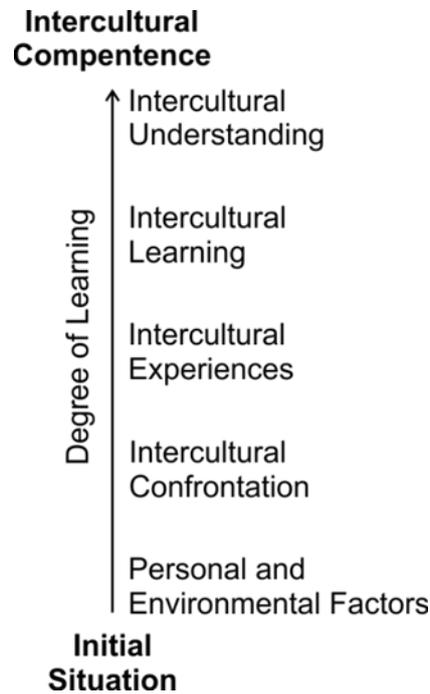 Intercultural
Compentence
Intercultural
Understanding
Intercultural
Learning
Intercultural
Experiences
Intercultural
Confrontation
Personal and
Environmental Factors
Degree of Learning
Initial
Situation